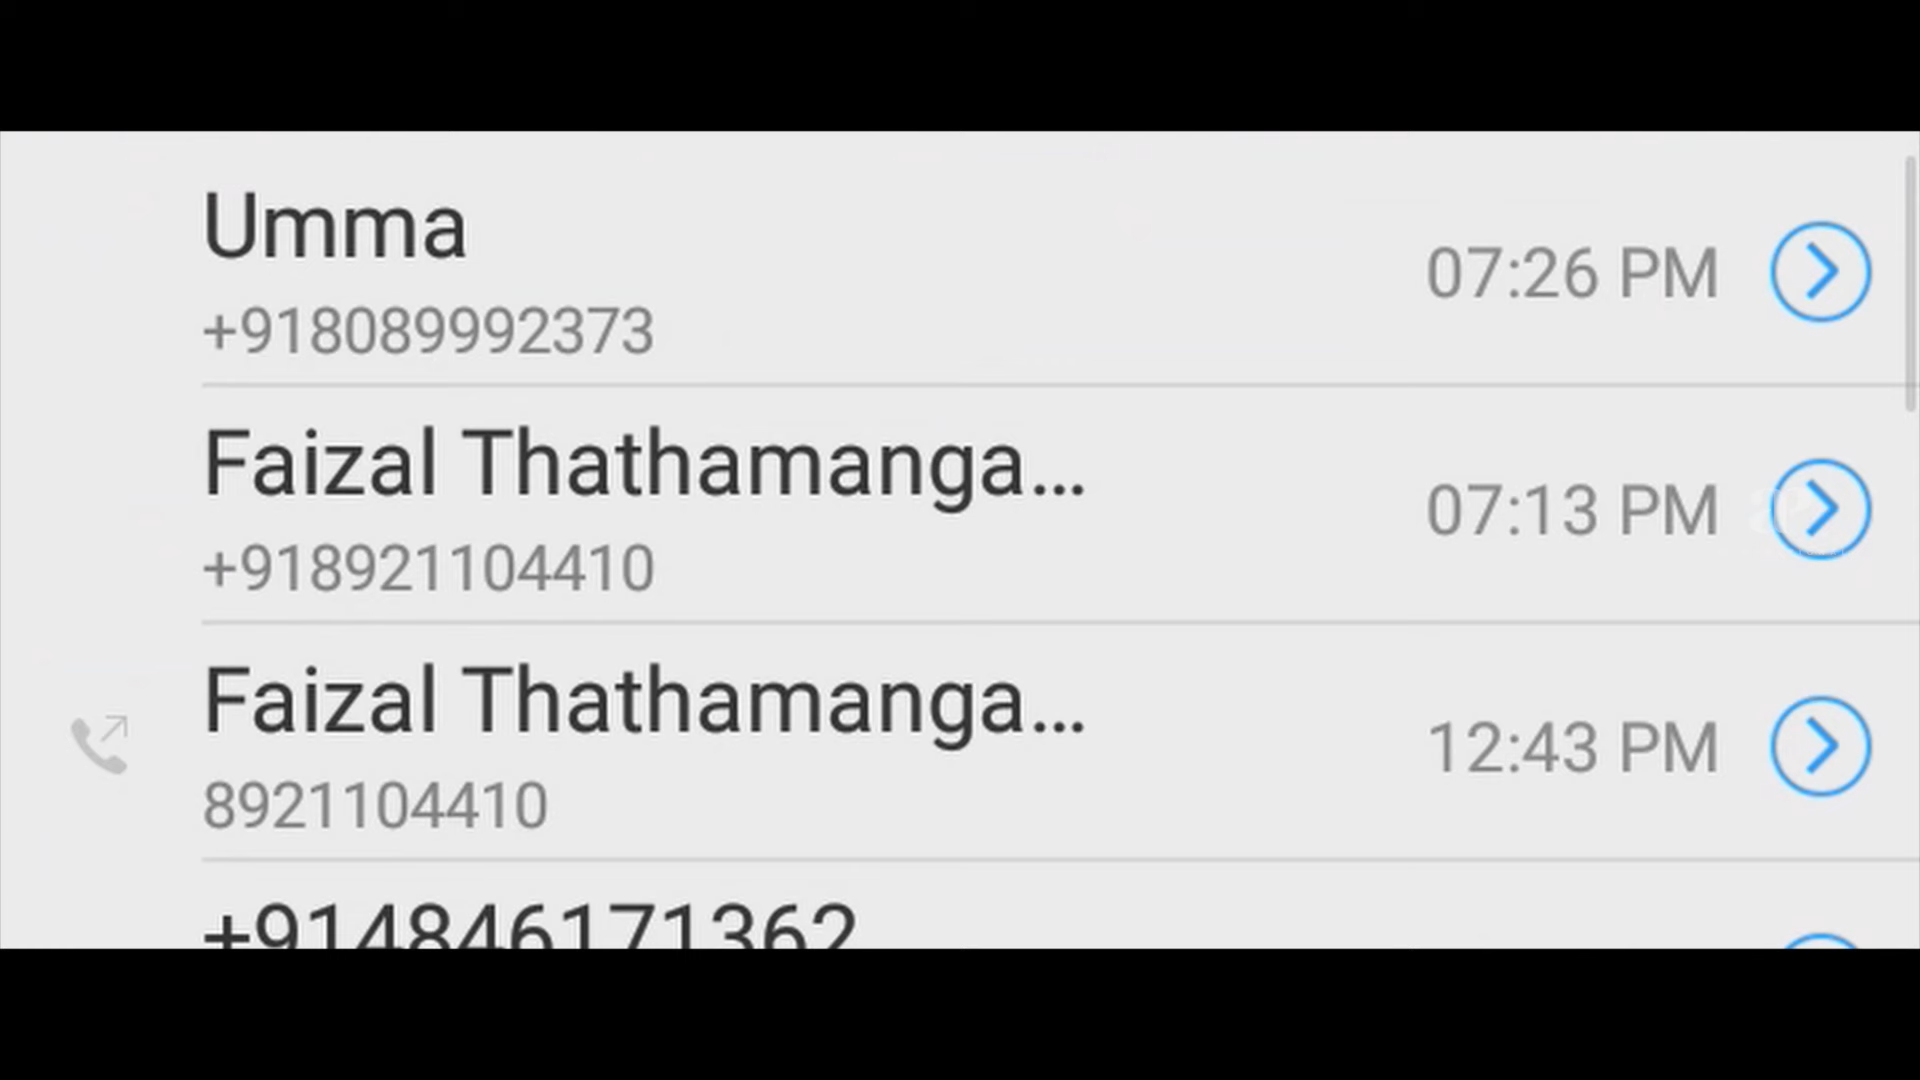 Umma
07:26 PM
+918089992373
Faizal Thathamanga...
07:13 PM
+918921104410
Faizal Thathamanga...
12:43 PM
8921104410
+914846171362